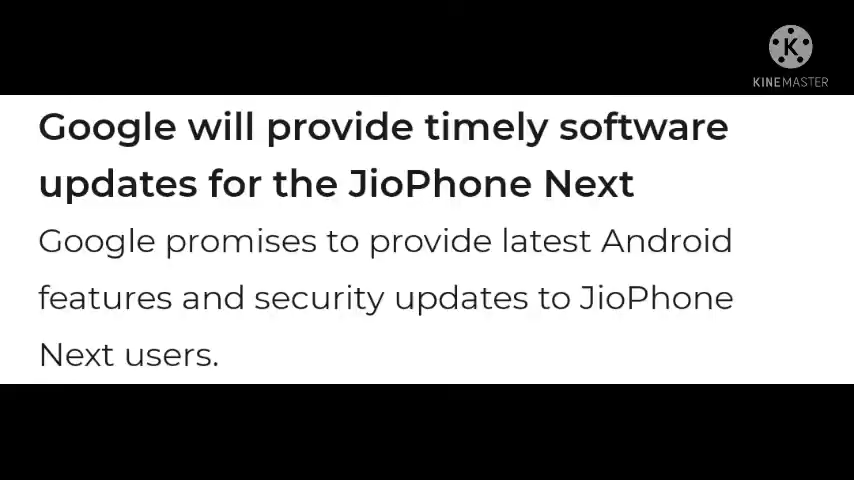 K
KINEMASTER
Google will provide timely software
updates for the JioPhone Next
Google promises to provide latest Android
features and security updates to JioPhone
Next users.